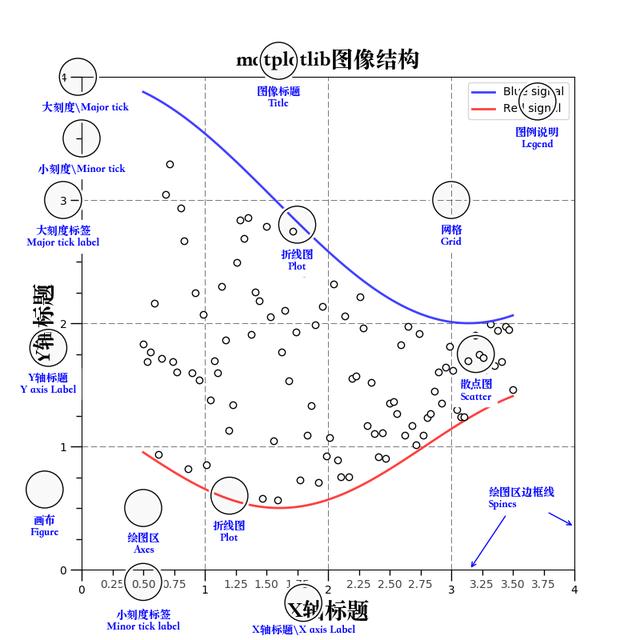 matplotlib图像结构
4
大刻度\Major tick
图像标题
Title
Blue signal
Red signal
图例说明
Legend
小刻度\Minor tick
3
大刻度标签
Major tick label
网格
Grid
折线图
Plot
Y轴标题
2
Y轴标题
Y axis Label
散点图
Scatter
1
画布
Figure
绘图区
Axes
折线图
Plot
绘图区边框线
Spines
0
0 0.25 0.50 0.75 1 1.25 1.50 1.75 2 2.25 2.50 2.75 3 3.25 3.50 3.75 4
小刻度标签
Minor tick label
X轴标题
X轴标题\X axis Label